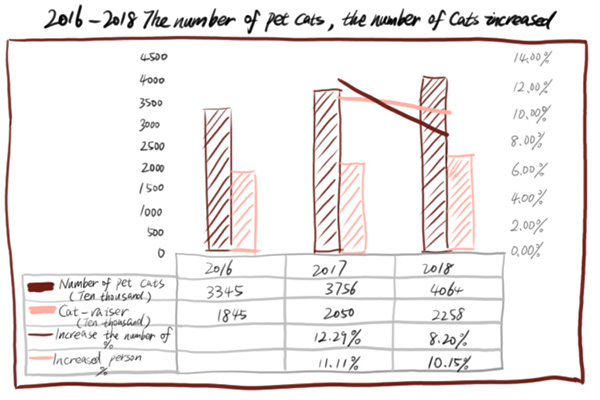 2016-2018 The number of pet cats, the number of Cats increased
4500
4000
3500
3000
2500
2000
1500
1000
500
0
14.00%
12.00%
10.00%
8.00%
6.00%
4.00%
2.00%
0.00%
2016 2017 2018
Number of pet cats
(Ten thousand)
3345 3756 4064
Cat-raiser
(Ten thousand)
1845 2050 2258
Increase the number of
%
12.29% 8.20%
Increased person
%
11.11% 10.15%